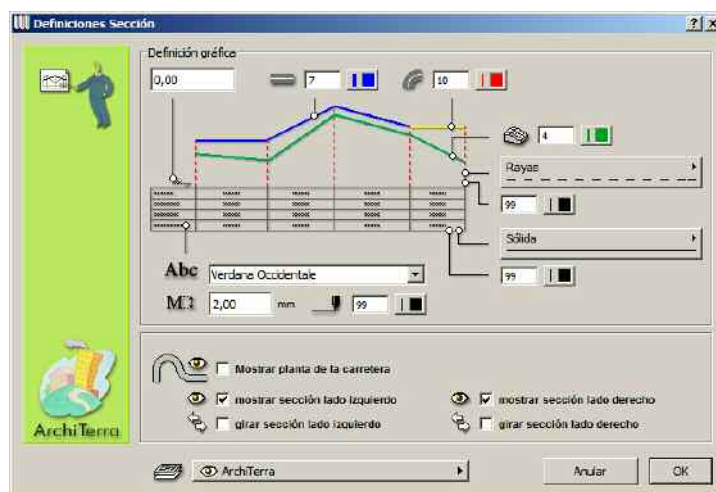 Definiciones Sección
Definición gráfica
0,00
7
10
4
Rayas
99
Sólida
99
Abc
Verdana Occidentale
M
2,00
mm
99
Mostrar planta de la carretera
mostrar sección lado izquierdo
mostrar sección lado derecho
girar sección lado izquierdo
girar sección lado derecho
ArchiTerra
ArchiTerra
Anular
OK